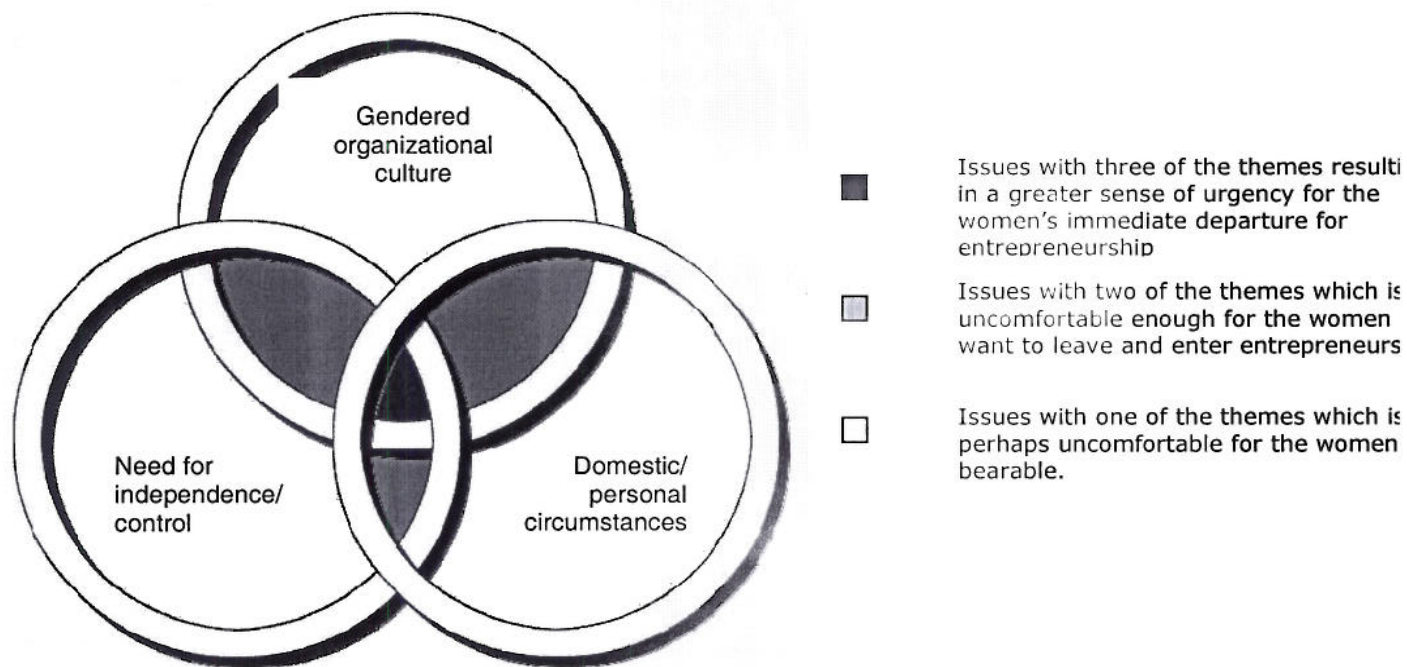 Gendered
organizational
culture
Need for
independence/
control
Domestic/
personal
circumstances
Issues with three of the themes resulti
in a greater sense of urgency for the
women's immediate departure for
entrepreneurship
Issues with two of the themes which is
uncomfortable enough for the women
want to leave and enter entrepreneurs
Issues with one of the themes which is
perhaps uncomfortable for the women
bearable.